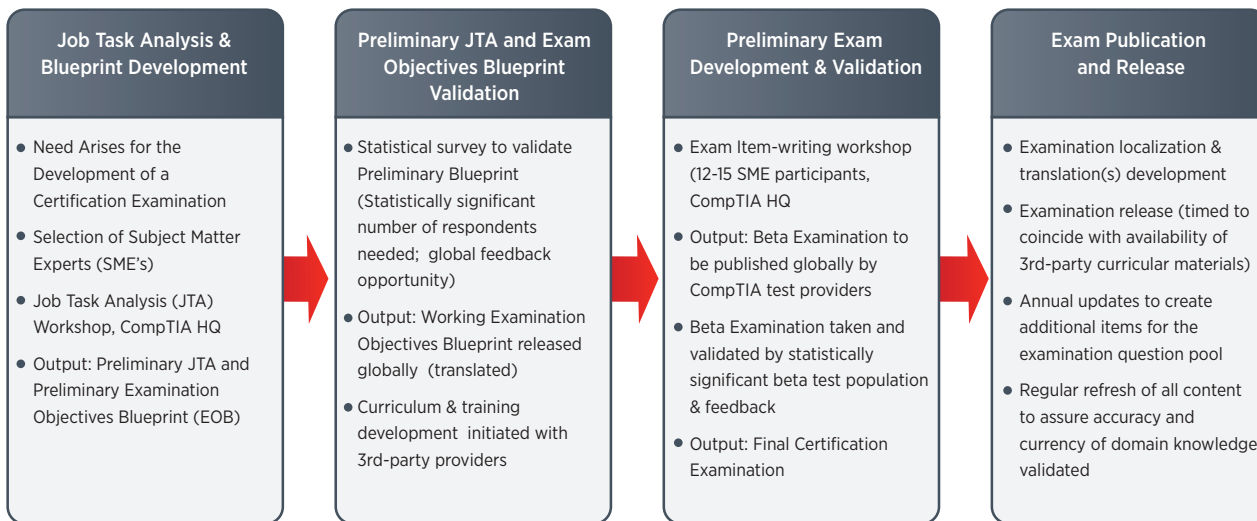 Job Task Analysis &
Blueprint Development
• Need Arises for the
Development of a
Certification Examination
• Selection of Subject Matter
Experts (SME's)
• Job Task Analysis (JTA)
Workshop, CompTIA HQ
• Output: Preliminary JTA and
Preliminary Examination
Objectives Blueprint (EOB)
Preliminary JTA and Exam
Objectives Blueprint
Validation
• Statistical survey to validate
Preliminary Blueprint
(Statistically significant
number of respondents
needed; global feedback
opportunity)
• Output: Working Examination
Objectives Blueprint released
globally (translated)
• Curriculum & training
development initiated with
3rd-party providers
Preliminary Exam
Development & Validation
• Exam Item-writing workshop
(12-15 SME participants,
CompTIA HQ
• Output: Beta Examination to
be published globally by
CompTIA test providers
• Beta Examination taken and
validated by statistically
significant beta test population
& feedback
• Output: Final Certification
Examination
Exam Publication
and Release
• Examination localization &
translation(s) development
• Examination release (timed to
coincide with availability of
3rd-party curricular materials)
• Annual updates to create
additional items for the
examination question pool
• Regular refresh of all content
to assure accuracy and
currency of domain knowledge
validated